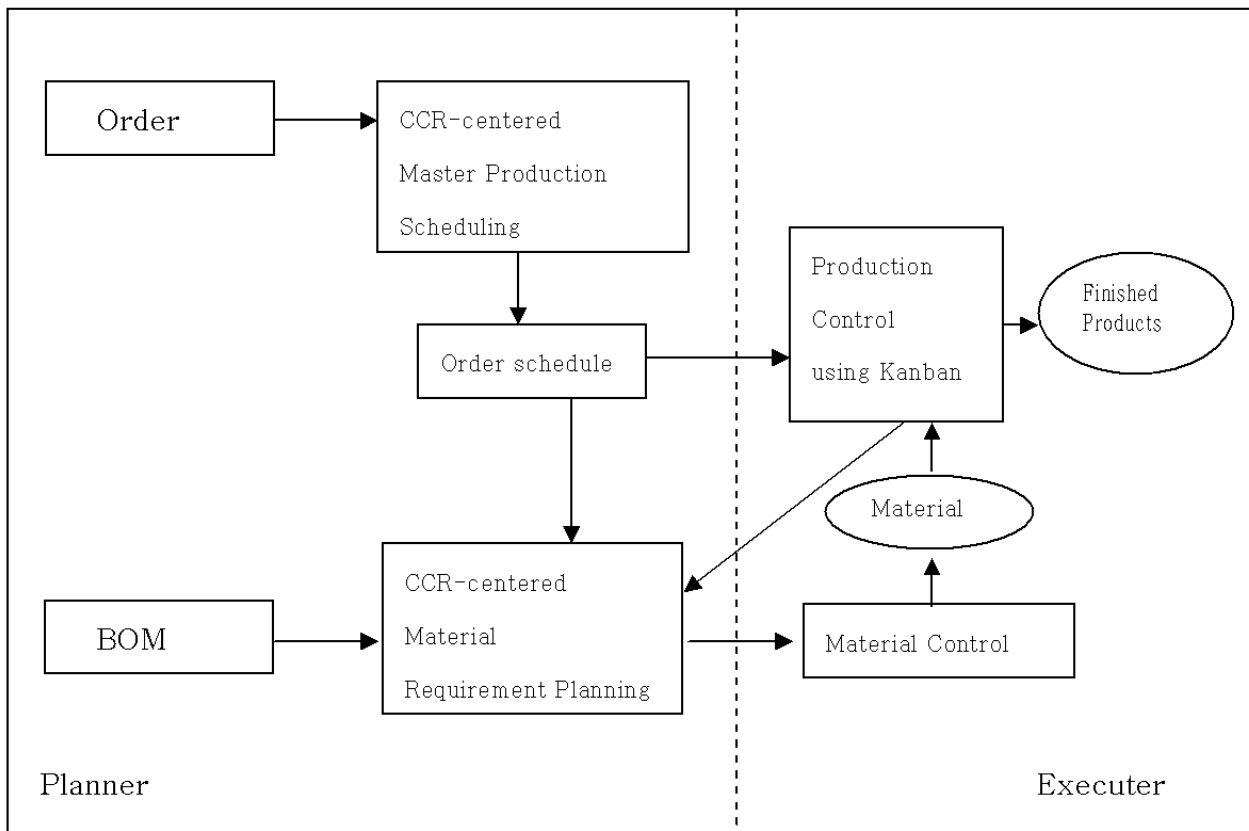 Order
CCR-centered
Master Production
Scheduling
Production
Control
using Kanban
Finished
Products
Order schedule
Material
CCR-centered
Material
Requirement Planning
BOM
Material Control
Planner
Executer